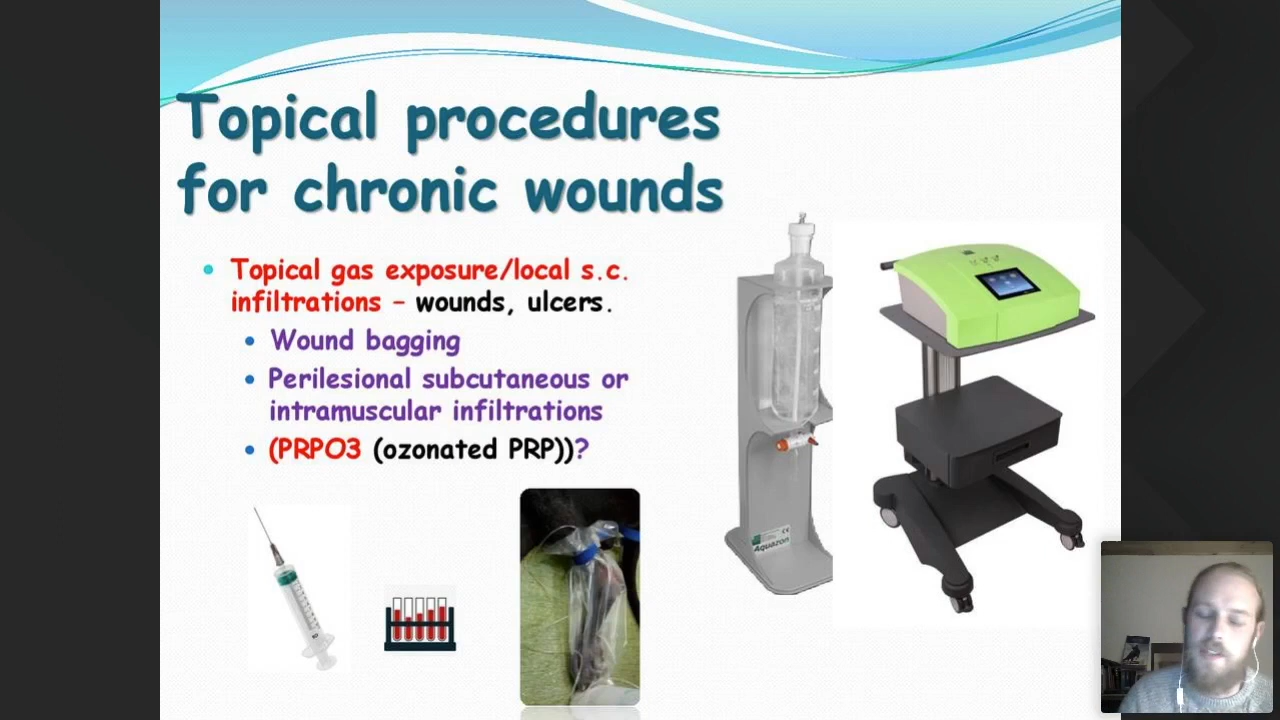 Topical procedures
for chronic wounds
Topical gas exposure/local s.c.
infiltrations – wounds, ulcers.
Wound bagging
Perilesional subcutaneous or
intramuscular infiltrations
(PRPO3 (ozonated PRP))?
Aquazon